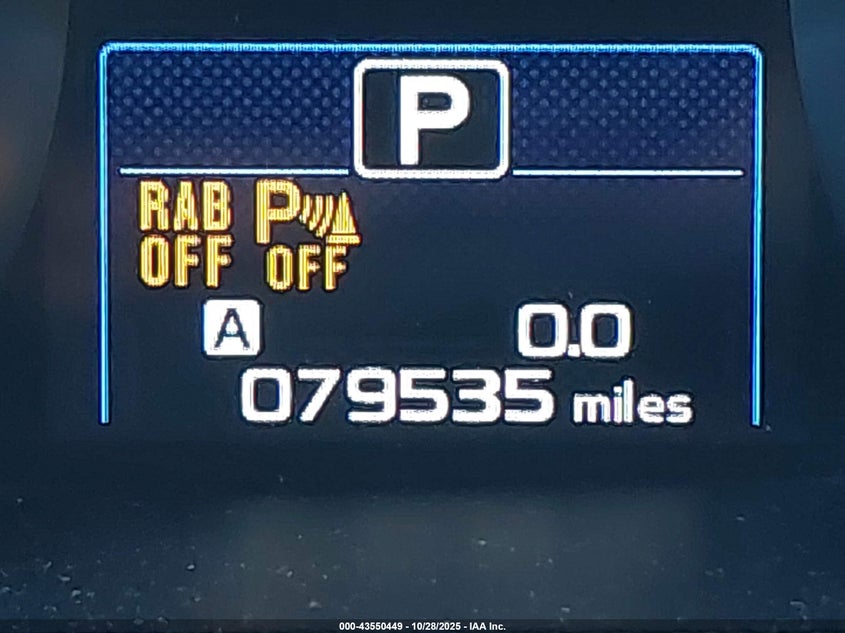 P
RAB P
OFF OFF
A 0.0
079535 miles
000-43550449 - 10/28/2025 - IAA Inc.